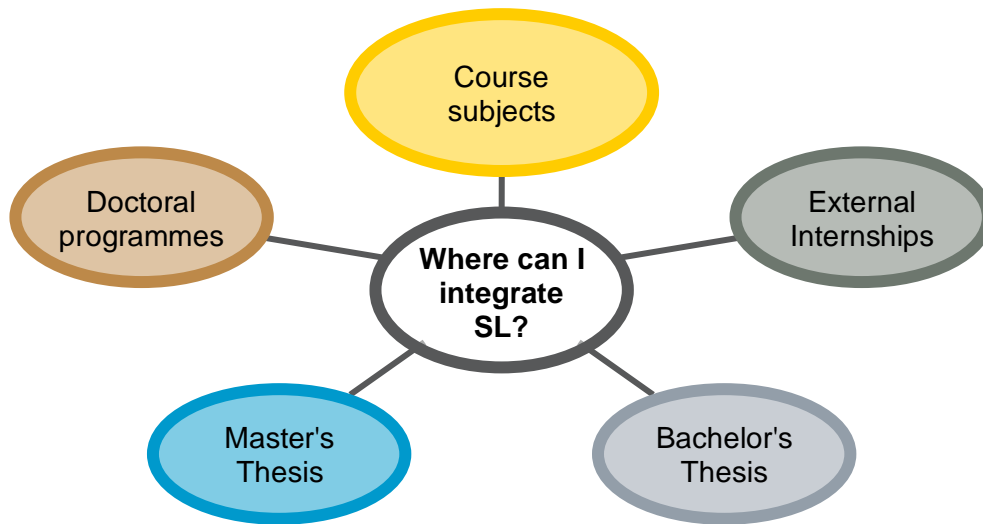 Course
subjects
Doctoral
programmes
External
Internships
Where can I
integrate
SL?
Master's
Thesis
Bachelor's
Thesis